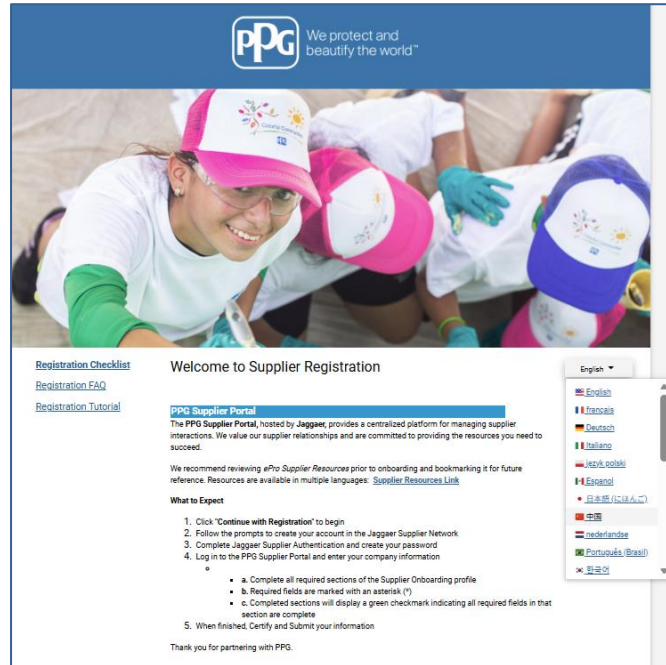 PPG
We protect and
beautify the world™
Colorful Communities
Registration Checklist
Registration FAQ
Registration Tutorial
Welcome to Supplier Registration
PPG Supplier Portal
The PPG Supplier Portal, hosted by Jaggaer, provides a centralized platform for managing supplier
interactions. We value our supplier relationships and are committed to providing the resources you need to
succeed.
We recommend reviewing ePro Supplier Resources prior to onboarding and bookmarking it for future
reference. Resources are available in multiple languages: Supplier Resources Link
What to Expect
1. Click "Continue with Registration" to begin
2. Follow the prompts to create your account in the Jaggaer Supplier Network
3. Complete Jaggaer Supplier Authentication and create your password
4. Log in to the PPG Supplier Portal and enter your company information
a. Complete all required sections of the Supplier Onboarding profile
b. Required fields are marked with an asterisk (*)
c. Completed sections will display a green checkmark indicating all required fields in that
section are complete
5. When finished, Certify and Submit your information
Thank you for partnering with PPG.
English
English
français
Deutsch
Italiano
język polski
Espanol
日本語 (にほんご)
中国
nederlandse
Português (Brasil)
한국어